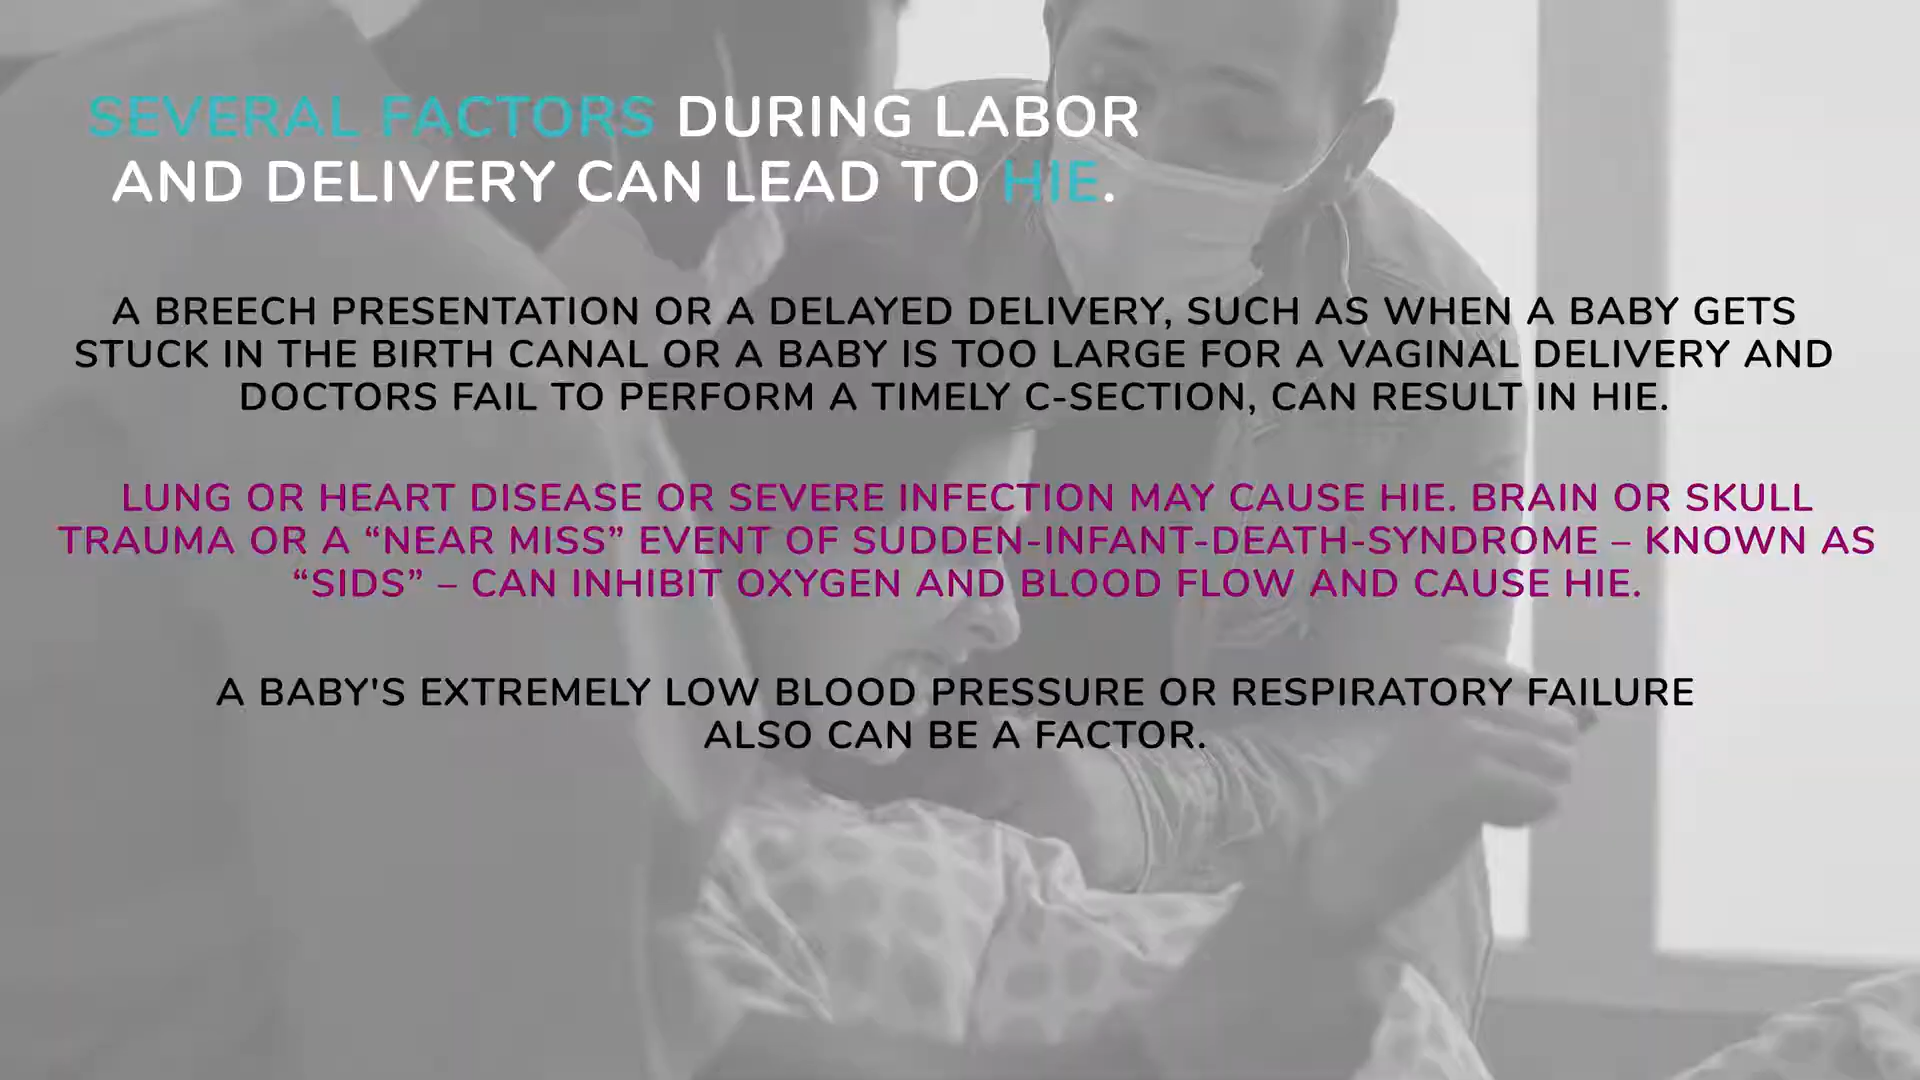 SEVERAL FACTORS DURING LABOR
AND DELIVERY CAN LEAD TO HIE.
A BREECH PRESENTATION OR A DELAYED DELIVERY, SUCH AS WHEN A BABY GETS
STUCK IN THE BIRTH CANAL OR A BABY IS TOO LARGE FOR A VAGINAL DELIVERY AND
DOCTORS FAIL TO PERFORM A TIMELY C-SECTION, CAN RESULT IN HIE.
LUNG OR HEART DISEASE OR SEVERE INFECTION MAY CAUSE HIE. BRAIN OR SKULL
TRAUMA OR A “NEAR MISS” EVENT OF SUDDEN-INFANT-DEATH-SYNDROME – KNOWN AS
“SIDS” – CAN INHIBIT OXYGEN AND BLOOD FLOW AND CAUSE HIE.
A BABY'S EXTREMELY LOW BLOOD PRESSURE OR RESPIRATORY FAILURE
ALSO CAN BE A FACTOR.